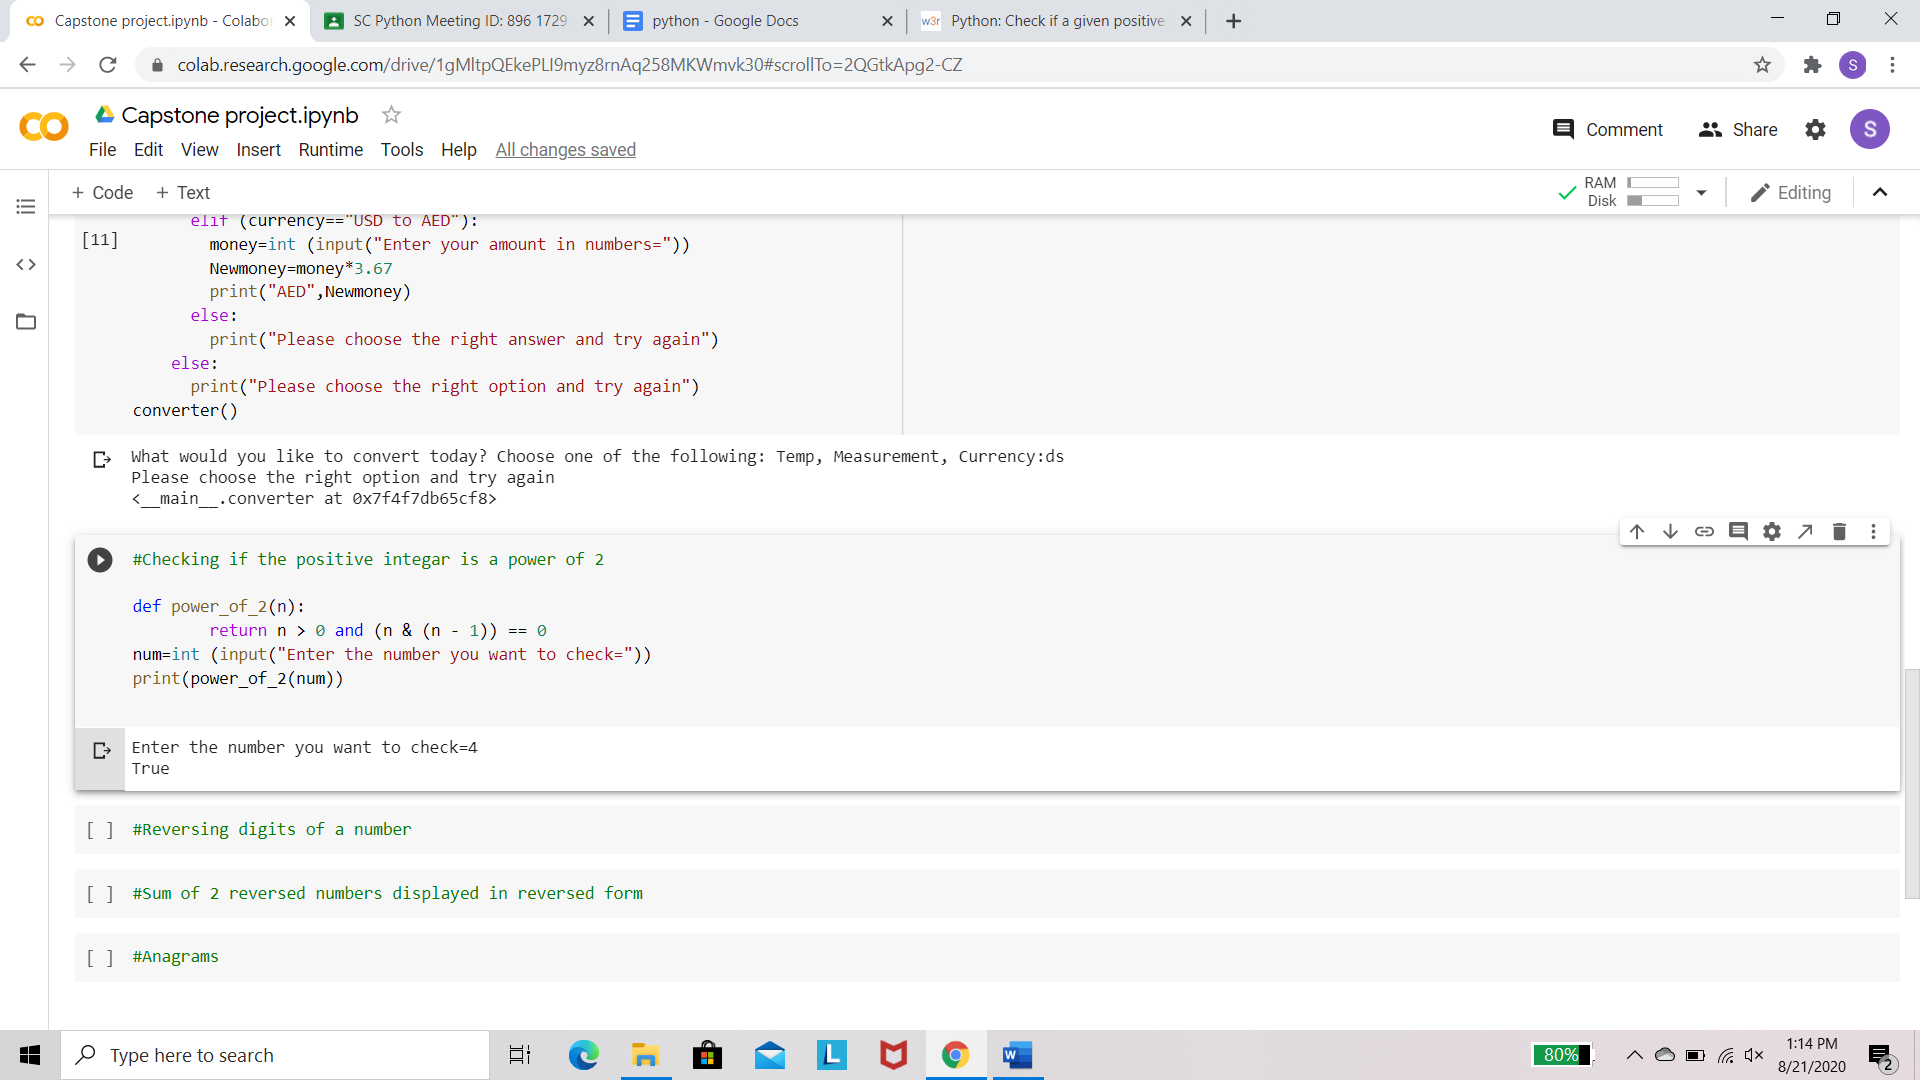 Capstone project.ipynb - Colabor
SC Python Meeting ID: 896 1729
python - Google Docs
w3r Python: Check if a given positive
colab.research.google.com/drive/1gMltpQEkePLI9myz8rnAq258MKWmvk30#scrollTo=2QGtkApg2-CZ
S
CO Capstone project.ipynb
Comment Share S
File Edit View Insert Runtime Tools Help All changes saved
+ Code + Text
RAM
Disk
Editing
elif (currency=="USD to AED"):
[11]
money=int (input("Enter your amount in numbers="))
Newmoney=money*3.67
print("AED",Newmoney)
else:
print("Please choose the right answer and try again")
else:
print("Please choose the right option and try again")
converter()
What would you like to convert today? Choose one of the following: Temp, Measurement, Currency:ds
Please choose the right option and try again
<__main__.converter at 0x7f4f7db65cf8>
#Checking if the positive integar is a power of 2
def power_of_2(n):
return n > 0 and (n & (n - 1)) == 0
num=int (input("Enter the number you want to check="))
print(power_of_2(num))
Enter the number you want to check=4
True
[ ] #Reversing digits of a number
[ ] #Sum of 2 reversed numbers displayed in reversed form
[ ] #Anagrams
Type here to search
L
W
80%
1:14 PM
8/21/2020
2